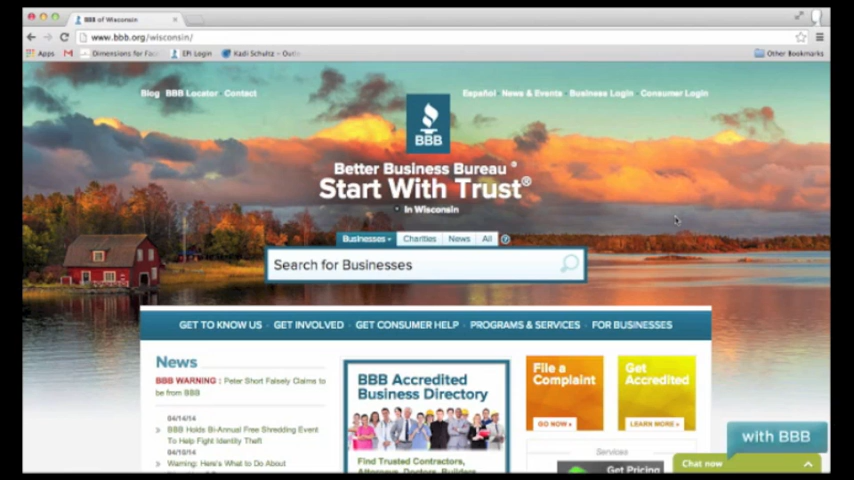 BBB of Wisconsin
www.bbb.org/wisconsin/
Apps
Dimensions for
EPI Login
Kadi Schultz - Outl
Other Bookmarks
Blog BBB Locator Contact
Español News & Events Business Login Consumer Login
BBB
Better Business Bureau ®
Start With Trust®
In Wisconsin
Businesses Charities News All
Search for Businesses
GET TO KNOW US · GET INVOLVED · GET CONSUMER HELP · PROGRAMS & SERVICES · FOR BUSINESSES
News
BBB WARNING : Peter Short Falsely Claims to
be from BBB
04/14/14
» BBB Holds Bi-Annual Free Shredding Event
To Help Fight Identity Theft
04/10/14
» Warning: Here's What to Do About
BBB Accredited
Business Directory
Find Trusted Contractors,
Attorneys, Doctors, Builders
File a
Complaint
GO NOW ▸
Get
Accredited
LEARN MORE ▸
Services
Get Pricing
with BBB
Chat now